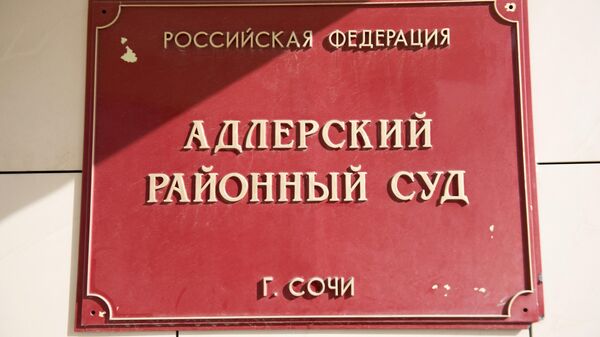 РОССИЙСКАЯ ФЕДЕРАЦИЯ
АДЛЕРСКИЙ
РАЙОННЫЙ СУД
Г. СОЧИ